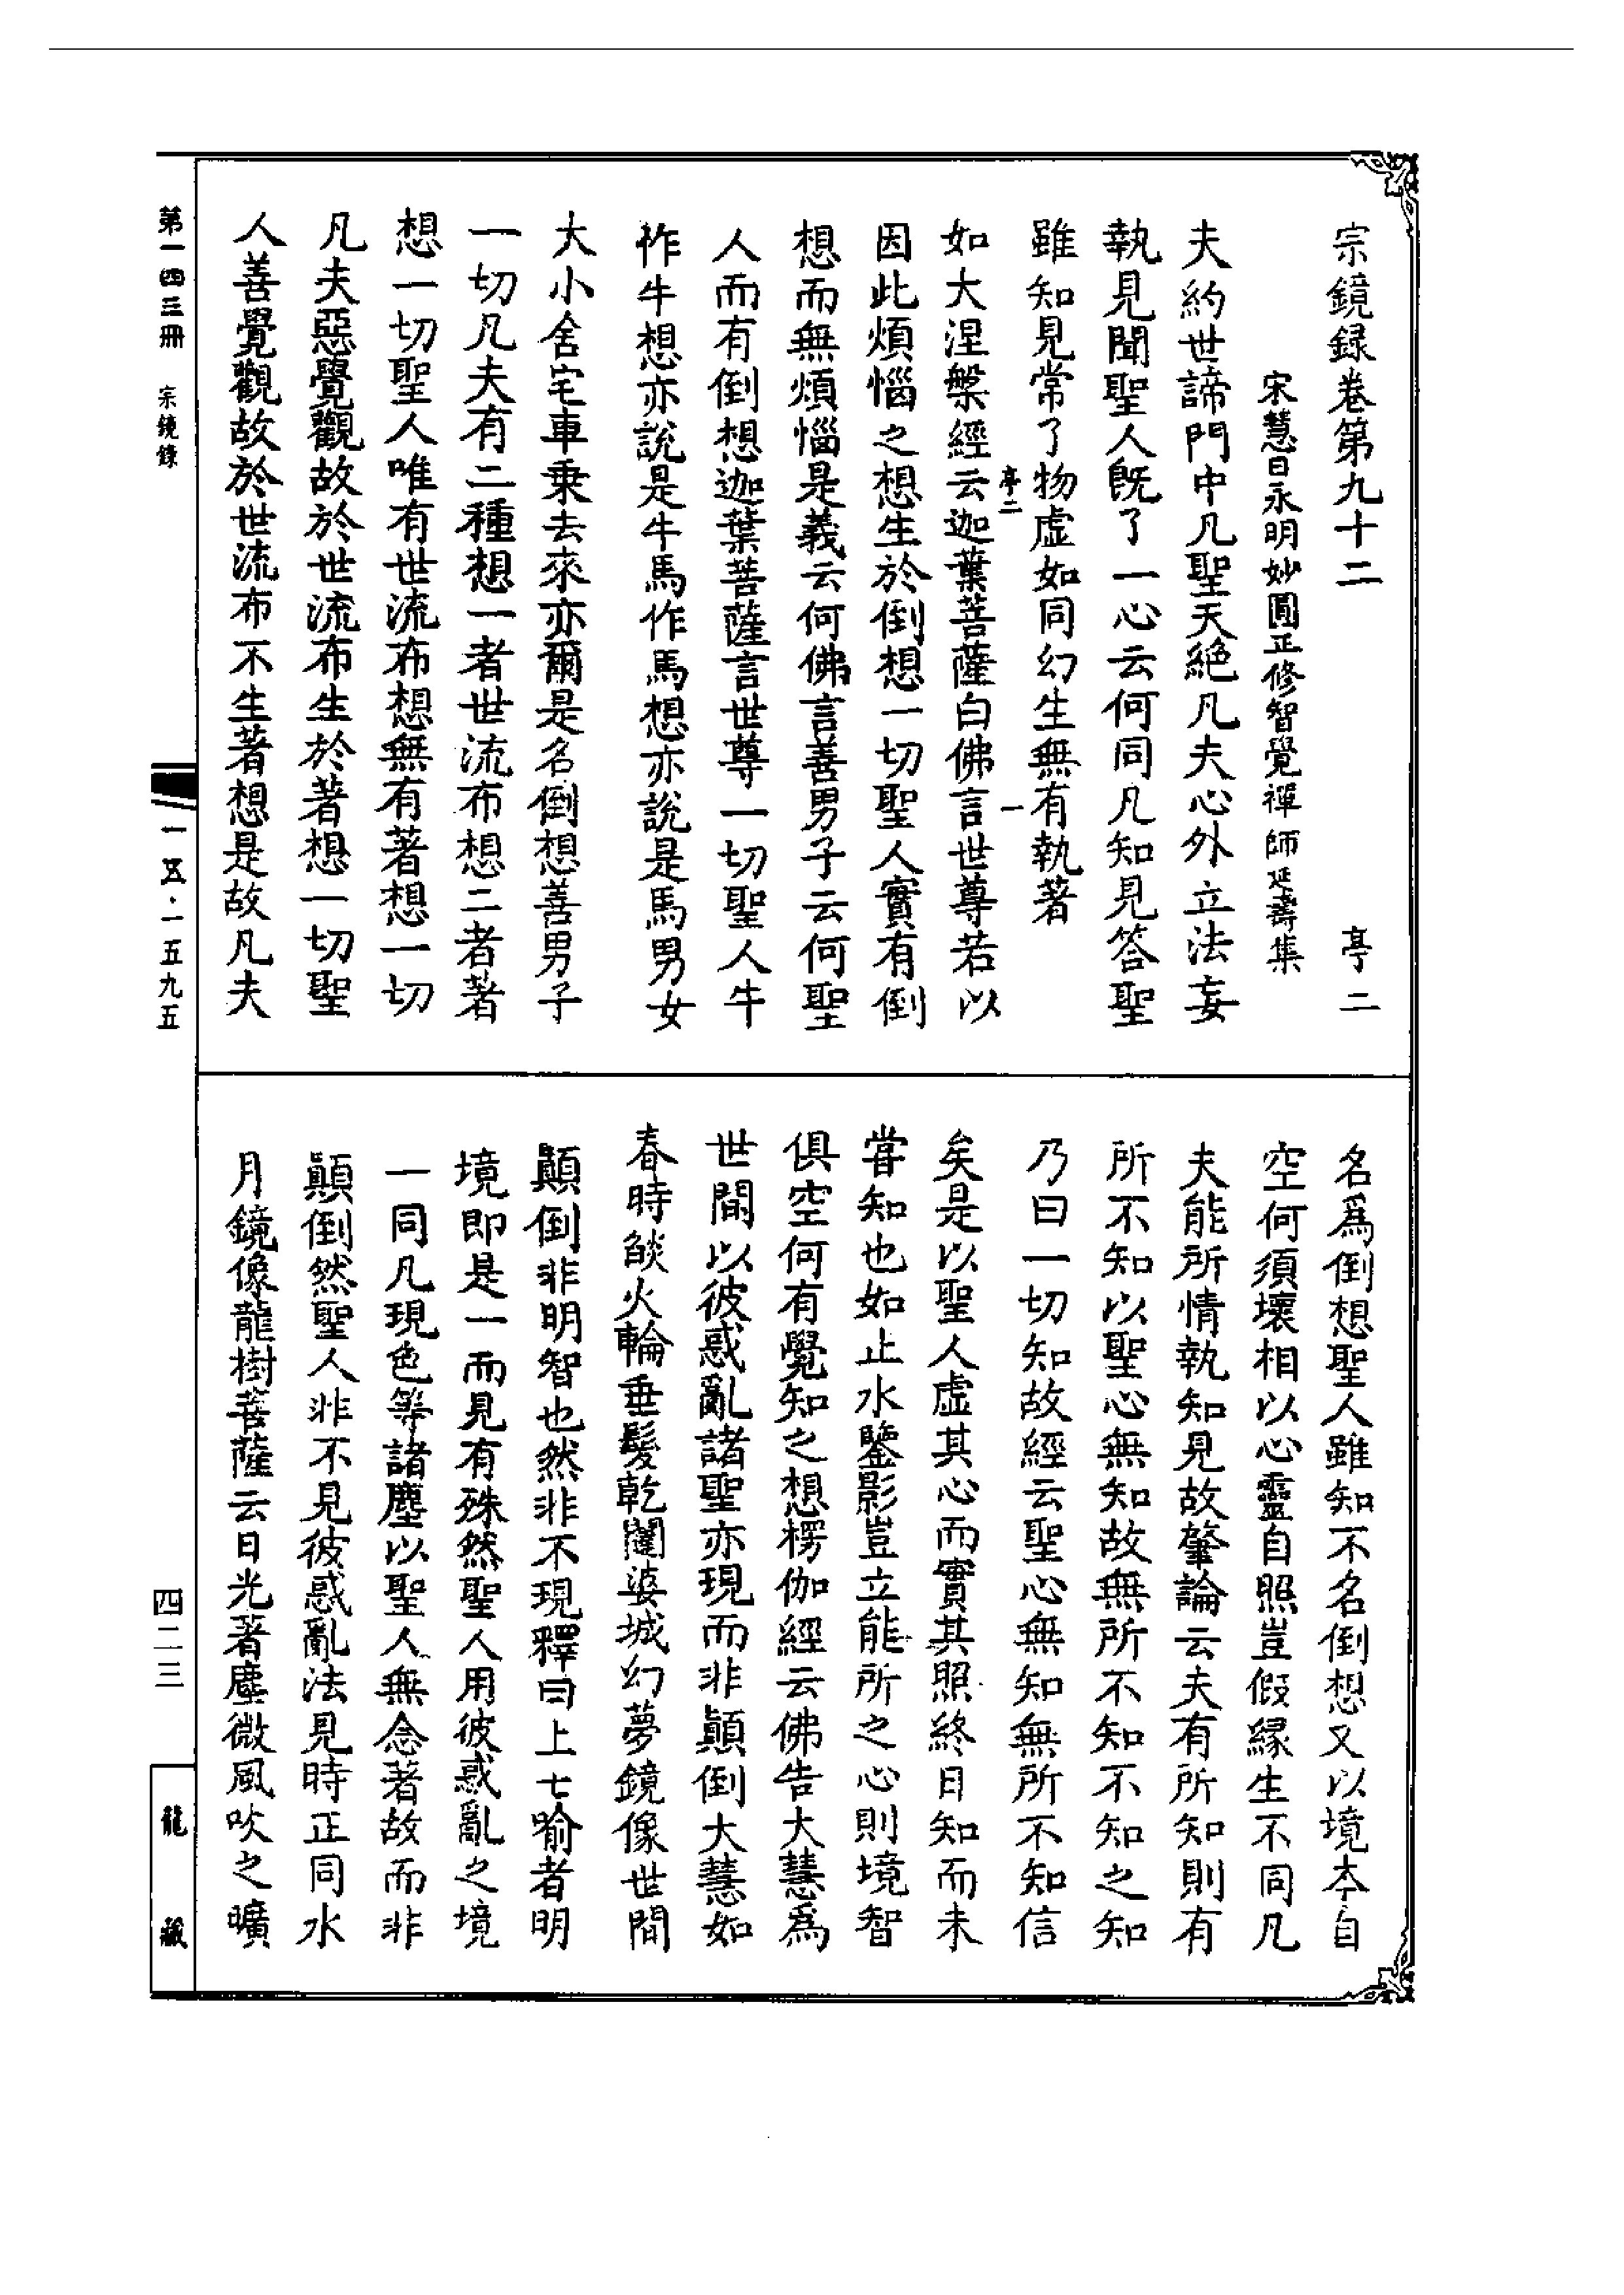 宗鏡録卷第九十二　亭二
宋慧日永明妙圓正修智覺禪師延壽集
夫約世諦門中凡聖天絕凡夫心外立法妄
執見聞聖人既了一心云何同凡知見答聖
雖知見常了物虛如同幻生無有執著
亭二　一
如大涅槃經云迦葉菩薩白佛言世尊若以
因此煩惱之想生於倒想一切聖人實有倒
想而無煩惱是義云何佛言善男子云何聖
人而有倒想迦葉菩薩言世尊一切聖人牛
作牛想亦說是牛馬作馬想亦說是馬男女
大小舍宅車乗去來亦爾是名倒想善男子
一切凡夫有二種想一者世流布想二者著
想一切聖人唯有世流布想無有著想一切
凡夫惡覺觀故於世流布生於著想一切聖
人善覺觀故於世流布不生著想是故凡夫
名爲倒想聖人雖知不名倒想又以境本自
空何須壞相以心靈自照豈假緣生不同凡
夫能所情執知見故肇論云夫有所知則有
所不知以聖心無知故無所不知不知之知
乃曰一切知故經云聖心無知無所不知信
矣是以聖人虛其心而實其照終日知而未
甞知也如止水鑒影豈立能所之心則境智
俱空何有覺知之想楞伽經云佛告大慧爲
世間以彼惑亂諸聖亦現而非顛倒大慧如
春時燄火輪垂髮乾闥婆城幻夢鏡像世間
顛倒非明智也然非不現釋曰上七喻者明
境即是一而見有殊然聖人用彼惑亂之境
一同凡現色等諸塵以聖人無念著故而非
顛倒然聖人非不見彼惑亂法見時正同水
月鏡像龍樹菩薩云日光著塵微風吹之曠
第一四三冊　宗鏡錄
一五·一五九五
四二三
龍藏